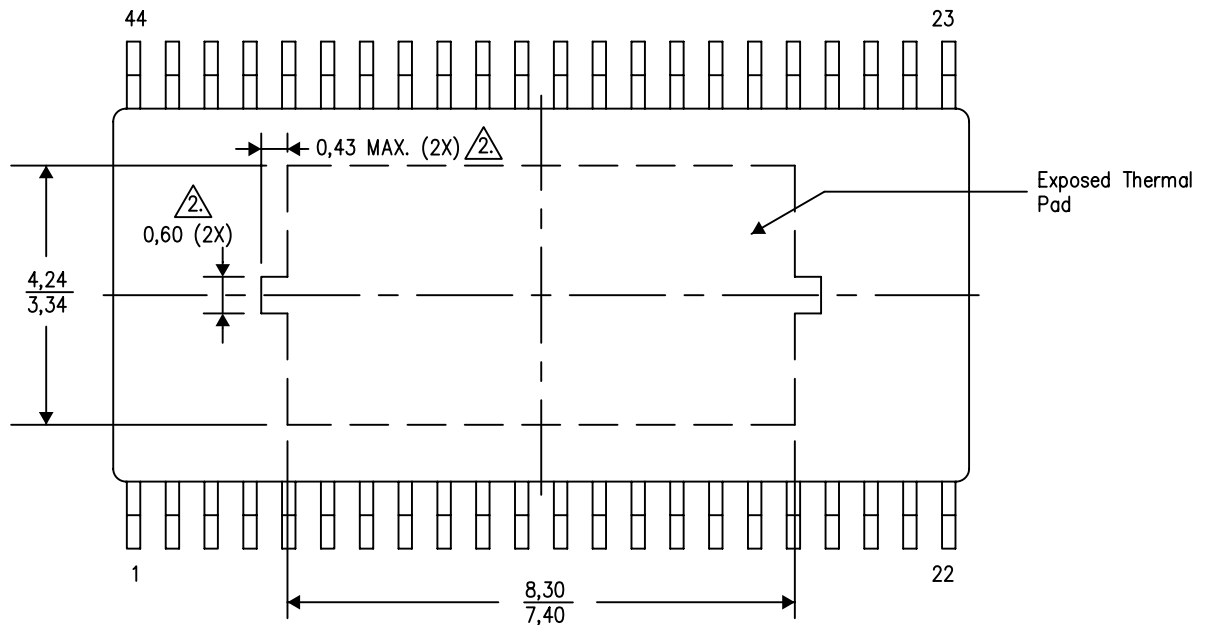 44
23
0,43 MAX. (2X) 2.
Exposed Thermal
Pad
2.
0,60 (2X)
4,24
3,34
1
22
8,30
7,40